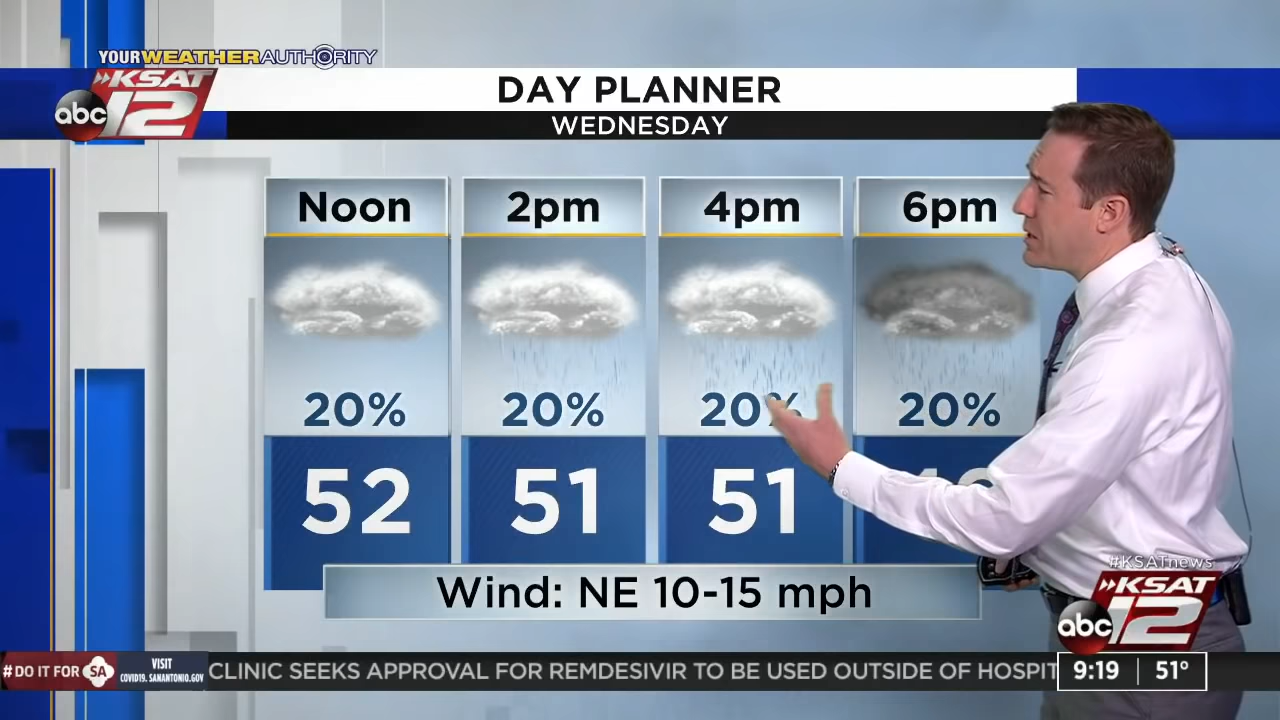 YOURWEATHERAUTHORITY
KSAT
abc 12
DAY PLANNER
WEDNESDAY
Noon 2pm 4pm 6pm
20% 20% 20% 20%
52 51 51
Wind: NE 10-15 mph
#KSATnews
KSAT
abc 12
#DO IT FOR SA
VISIT
COVID19.SANANTONIO.GOV
CLINIC SEEKS APPROVAL FOR REMDESIVIR TO BE USED OUTSIDE OF HOSPIT
9:19 51°